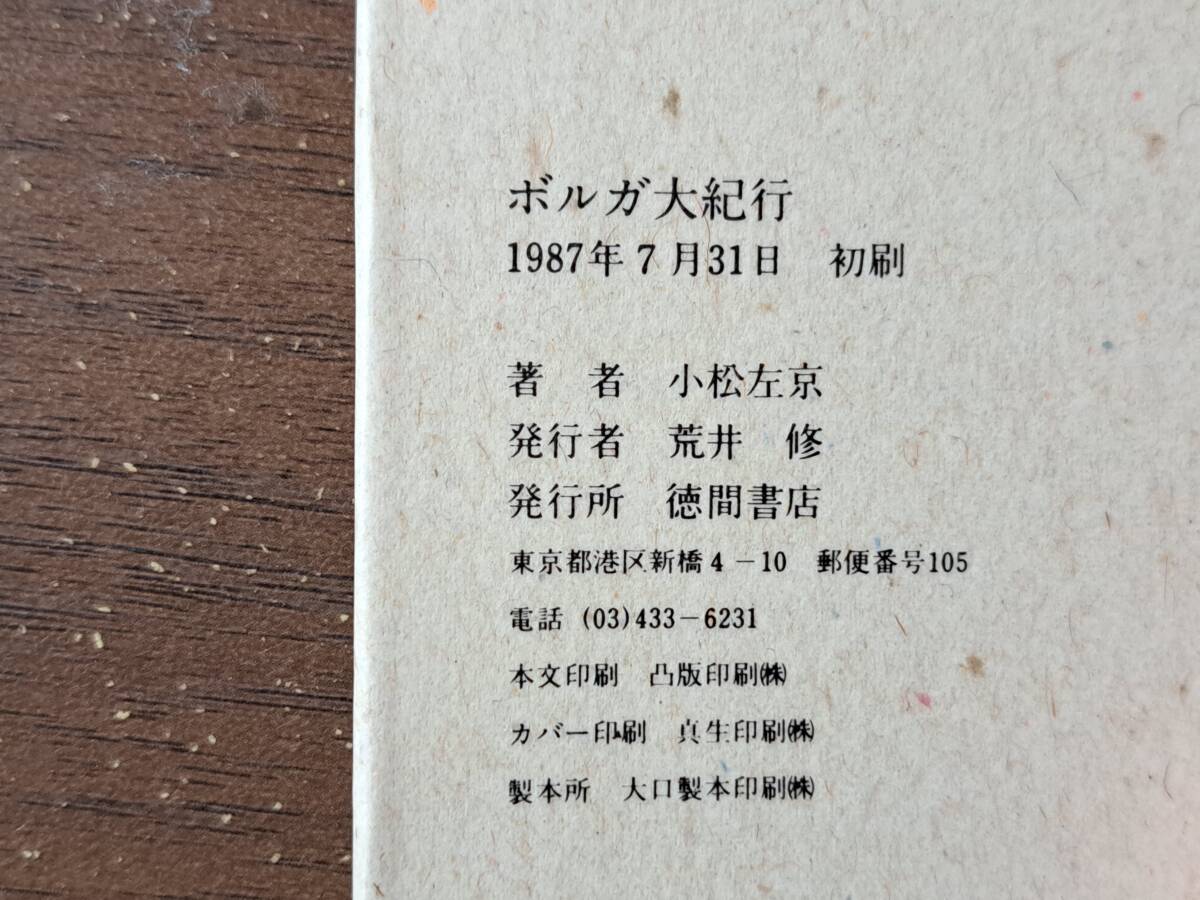 ボルガ大紀行
1987年7月31日　初刷
著　者　小松左京
発行者　荒井　修
発行所　徳間書店
東京都港区新橋4－10　郵便番号105
電話 (03)433－6231
本文印刷　凸版印刷㈱
カバー印刷　真生印刷㈱
製本所　大口製本印刷㈱